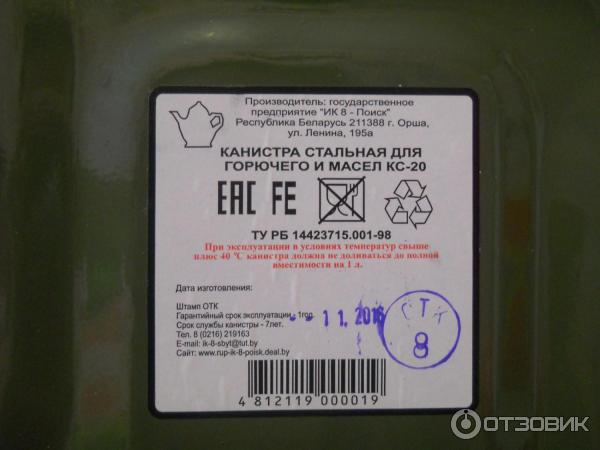 Производитель: государственное
предприятие "ИК 8 - Поиск"
Республика Беларусь 211388 г. Орша,
ул. Ленина, 195а
КАНИСТРА СТАЛЬНАЯ ДЛЯ
ГОРЮЧЕГО И МАСЕЛ КС-20
ЕАС FE
ТУ РБ 14423715.001-98
При эксплуатации в условиях температур свыше
плюс 40 °С канистра должна не доливаться до полной
вместимости на 1 л.
Дата изготовления:
Штамп ОТК
Гарантийный срок эксплуатации - 1год.
Срок службы канистры - 7лет.
Тел. 8 (0216) 219163
E-mail: ik-8-sbyt@tut.by
Сайт: www.rup-ik-8-poisk.deal.by
-- 11. 2016
ОТК
8
4 812119 000019
ОТЗОВИК